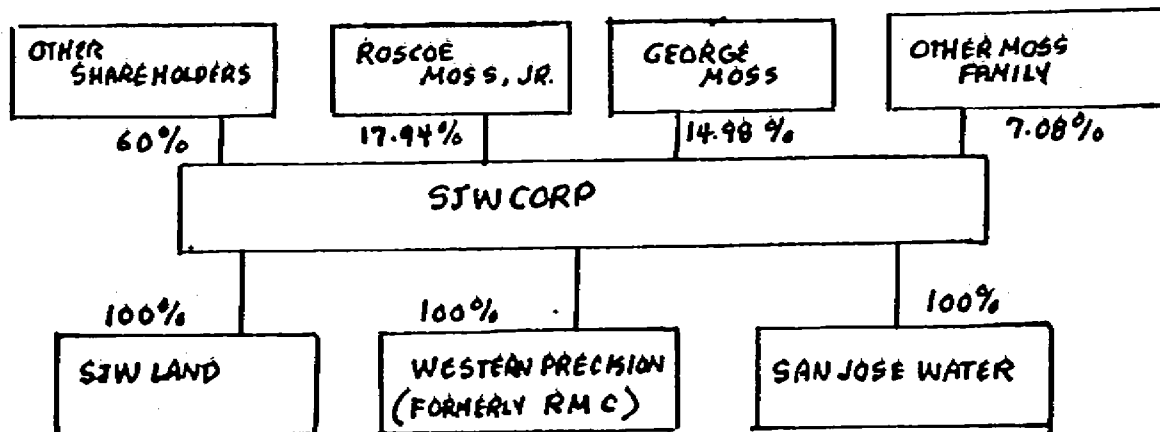 OTHER
SHAREHOLDERS
ROSCOE
MOSS, JR.
GEORGE
MOSS
OTHER MOSS
FAMILY
60%
17.94%
14.98%
7.08%
SJW CORP
100%
100%
100%
SJW LAND
WESTERN PRECISION
(FORMERLY RMC)
SAN JOSE WATER